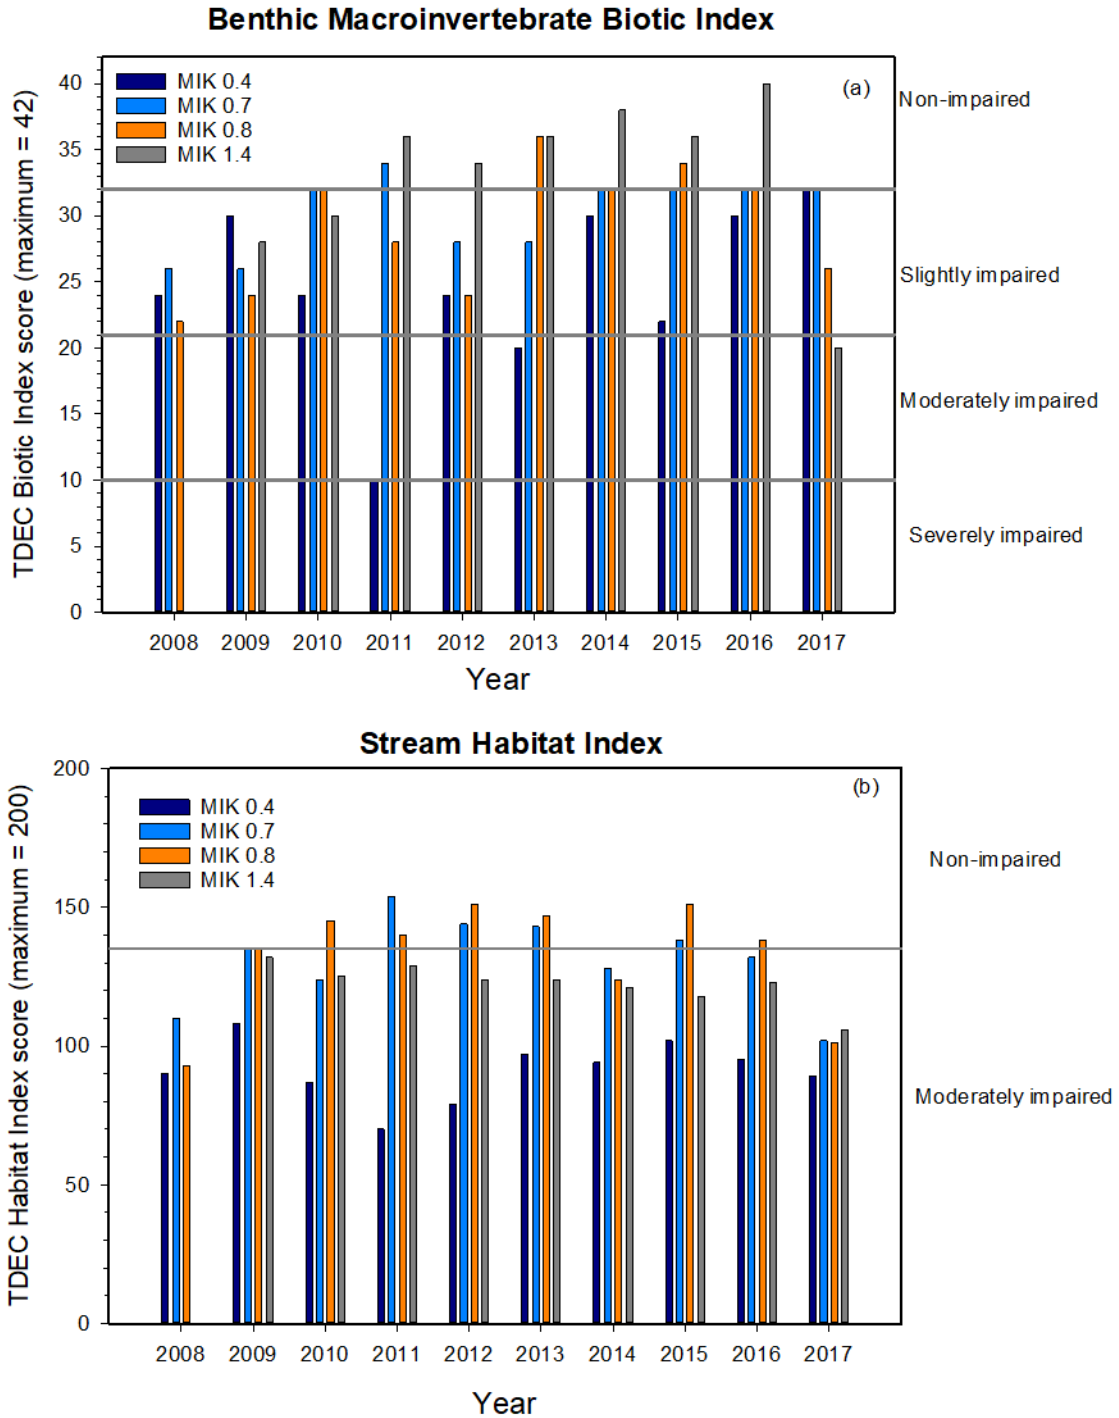 Benthic Macroinvertebrate Biotic Index
TDEC Biotic Index score (maximum = 42)
MIK 0.4
MIK 0.7
MIK 0.8
MIK 1.4
(a)
40
35
30
25
20
15
10
5
0
Non-impaired
Slightly impaired
Moderately impaired
Severely impaired
2008 2009 2010 2011 2012 2013 2014 2015 2016 2017
Year
Stream Habitat Index
TDEC Habitat Index score (maximum = 200)
MIK 0.4
MIK 0.7
MIK 0.8
MIK 1.4
(b)
200
150
100
50
0
Non-impaired
Moderately impaired
2008 2009 2010 2011 2012 2013 2014 2015 2016 2017
Year